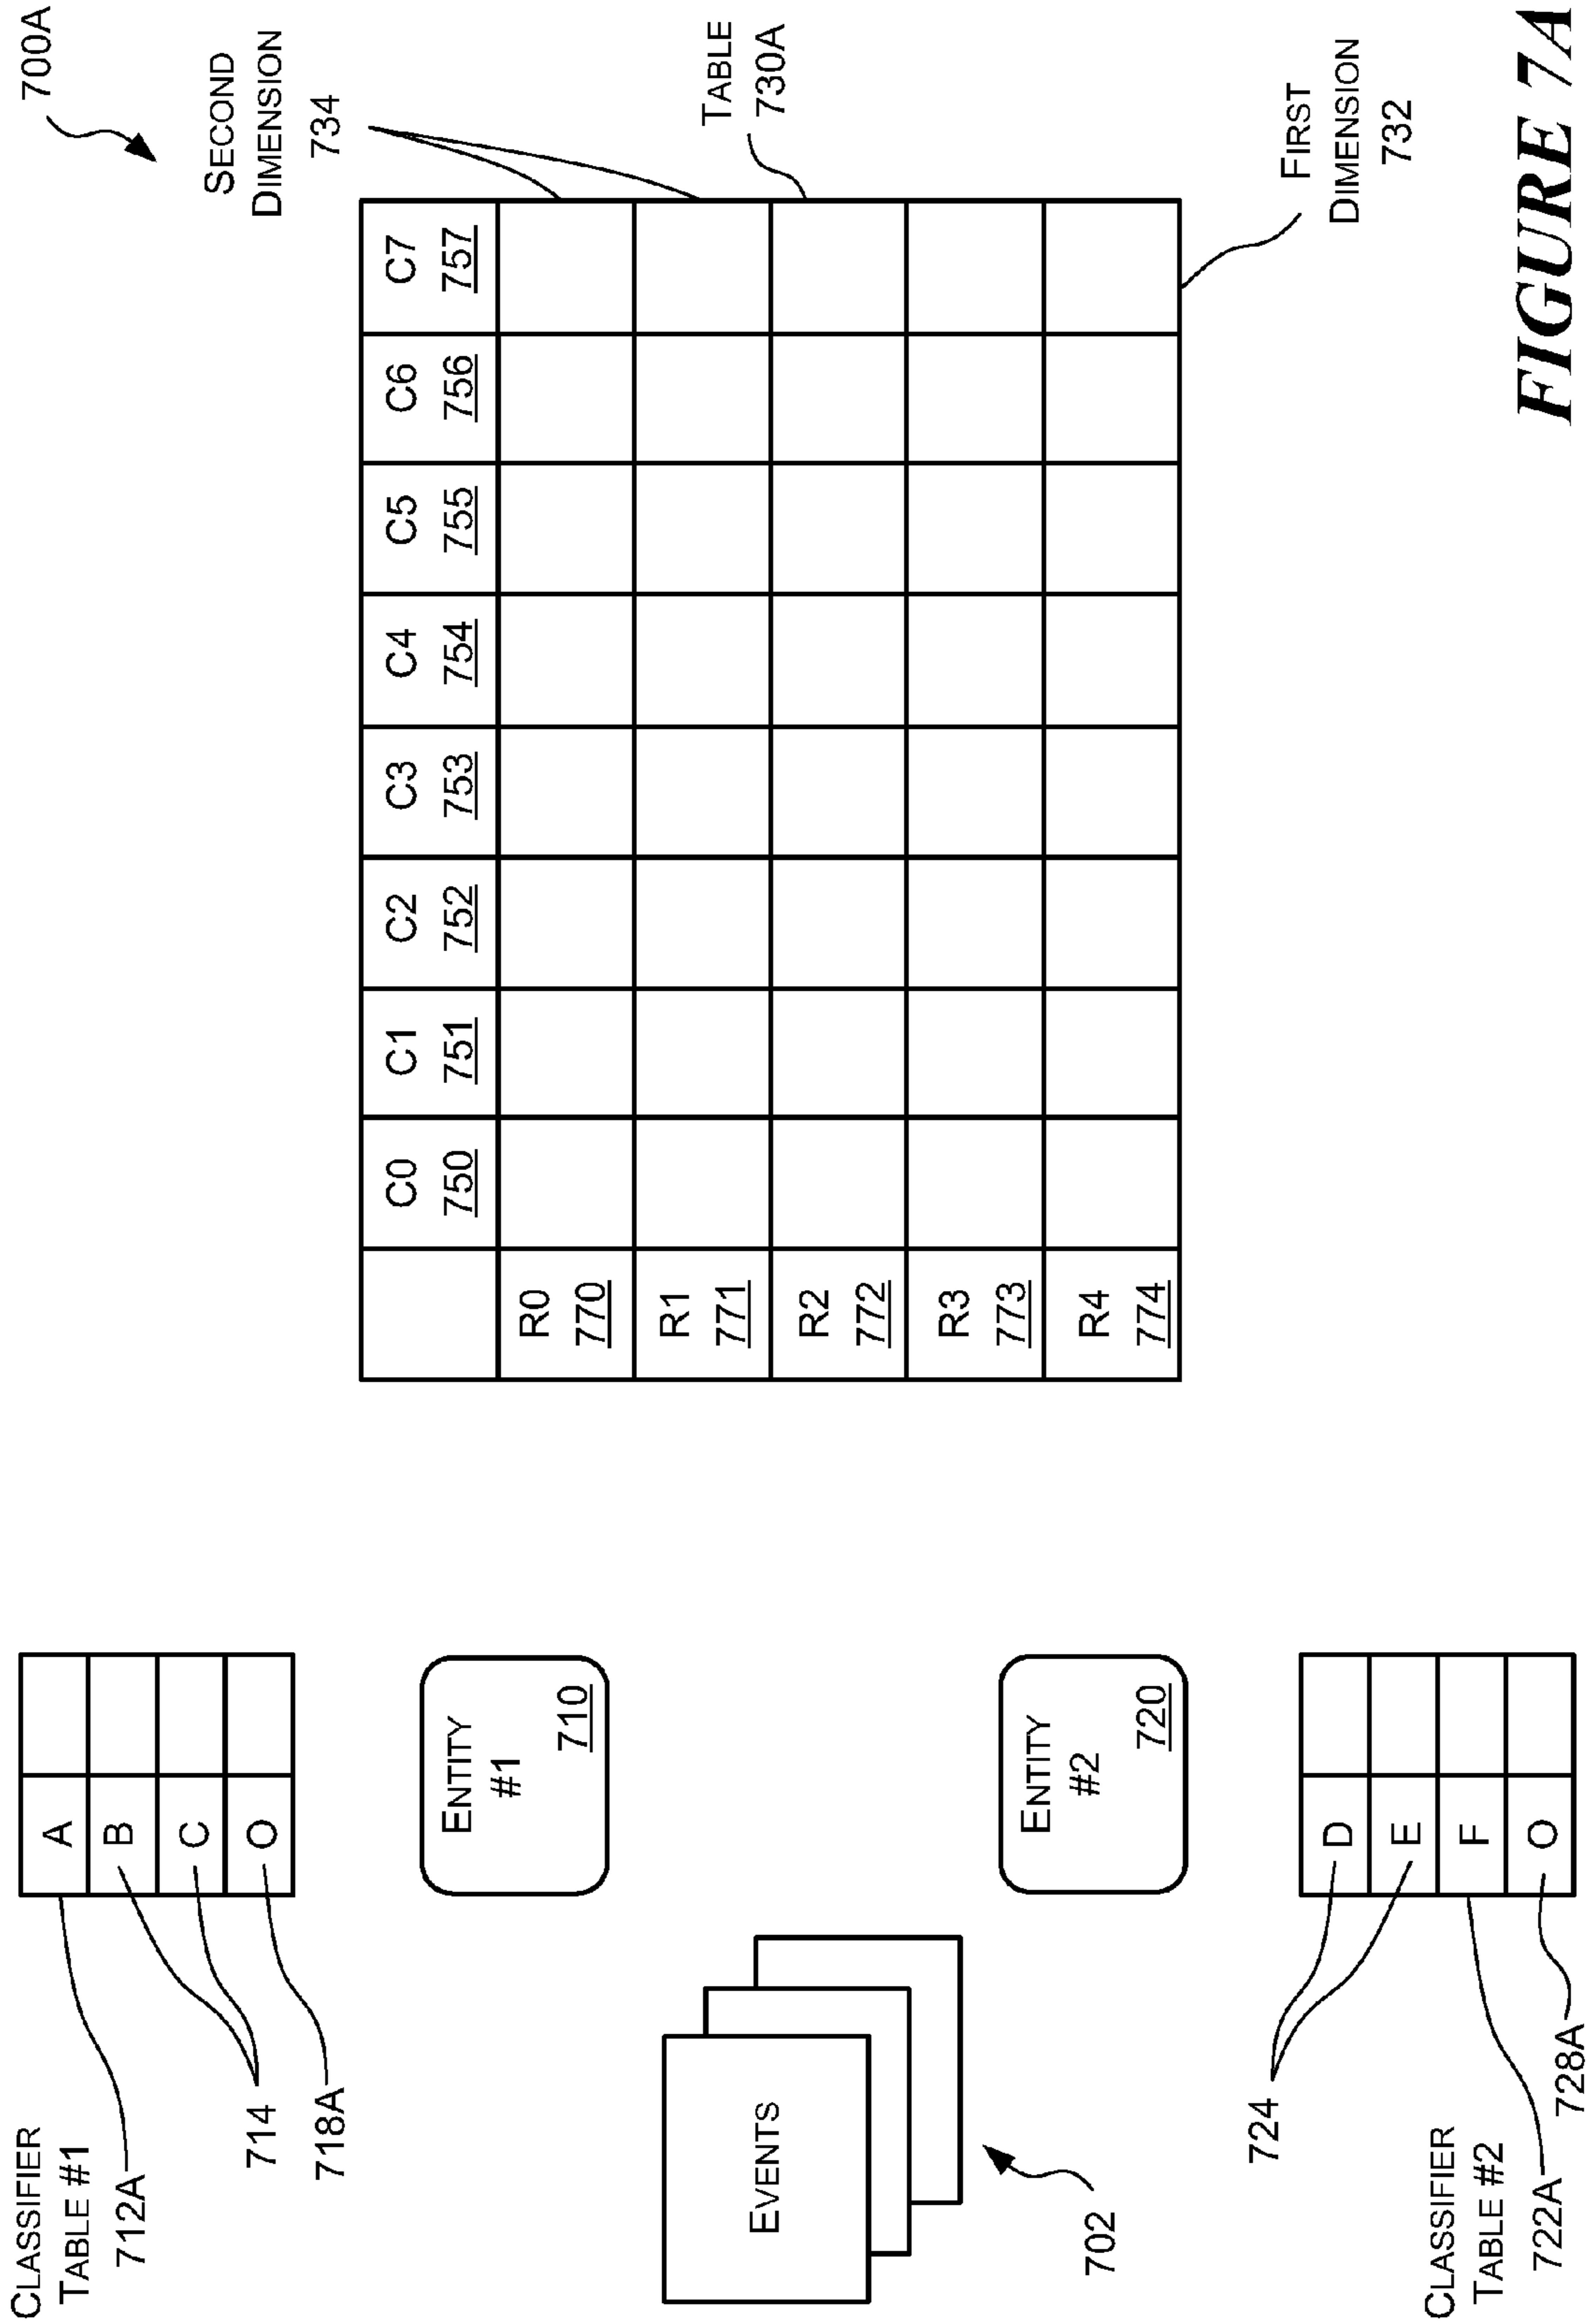 700A
CLASSIFIER
TABLE #1
712A
714
718A
A
B
C
O
ENTITY
#1
710
EVENTS
702
ENTITY
#2
720
724
D
E
F
O
CLASSIFIER
TABLE #2
722A
728A
SECOND
DIMENSION
734
TABLE
730A
C0 C1 C2 C3 C4 C5 C6 C7
750 751 752 753 754 755 756 757
R0
770
R1
771
R2
772
R3
773
R4
774
FIRST
DIMENSION
732
FIGURE 7A